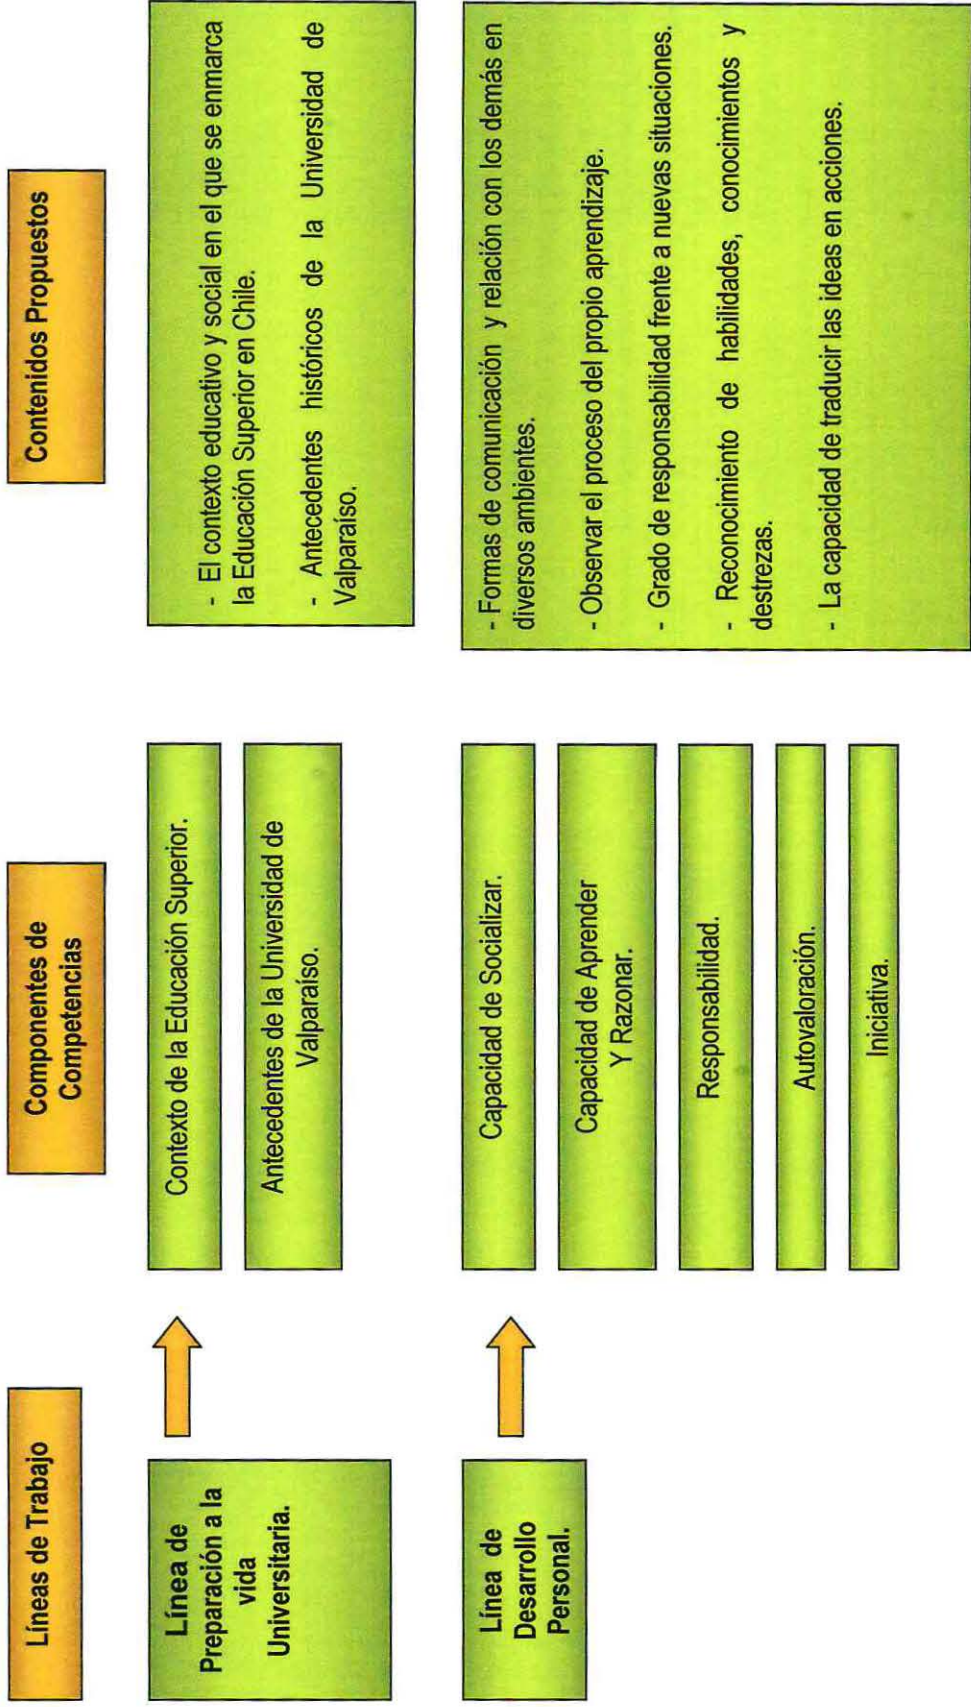 Líneas de Trabajo
Componentes de
Competencias
Contenidos Propuestos
Línea de
Preparación a la
vida
Universitaria.
Contexto de la Educación Superior.
Antecedentes de la Universidad de
Valparaíso.
- El contexto educativo y social en el que se enmarca
la Educación Superior en Chile.
- Antecedentes históricos de la Universidad de
Valparaíso.
Línea de
Desarrollo
Personal.
Capacidad de Socializar.
Capacidad de Aprender
Y Razonar.
Responsabilidad.
Autovaloración.
Iniciativa.
- Formas de comunicación y relación con los demás en
diversos ambientes.
- Observar el proceso del propio aprendizaje.
- Grado de responsabilidad frente a nuevas situaciones.
- Reconocimiento de habilidades, conocimientos y
destrezas.
- La capacidad de traducir las ideas en acciones.